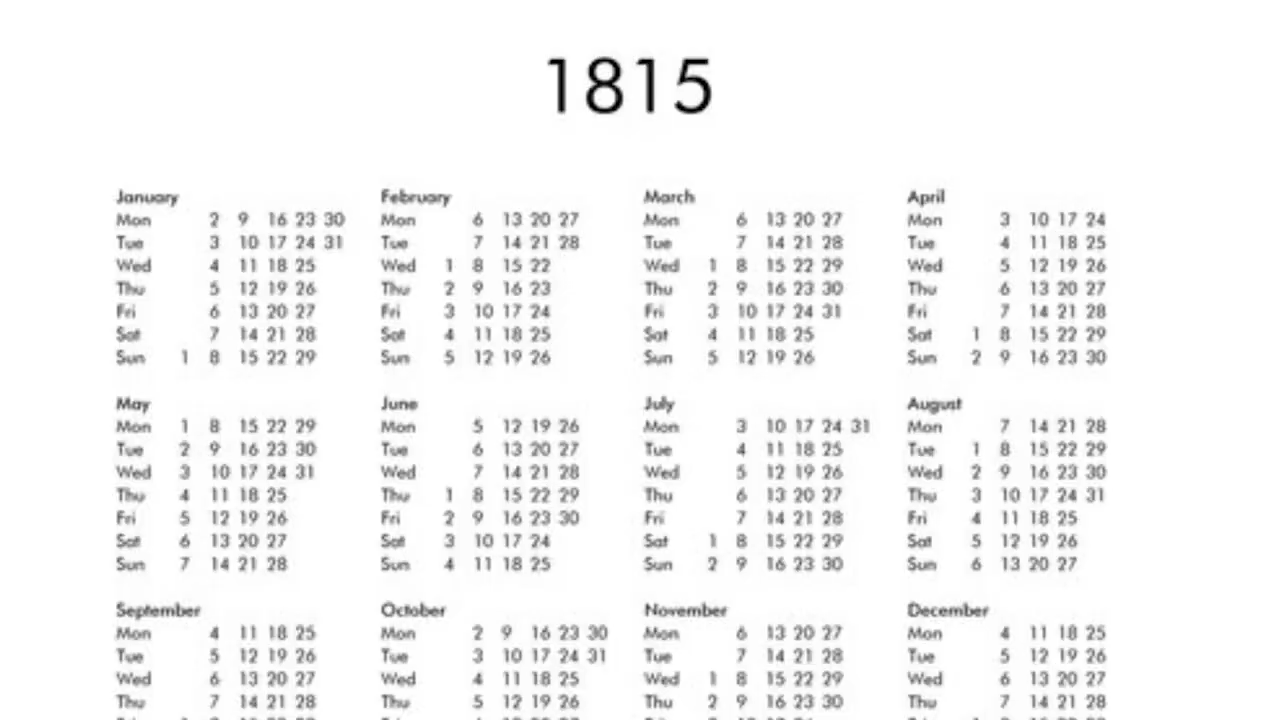 1815
January
Mon 2 9 16 23 30
Tue 3 10 17 24 31
Wed 4 11 18 25
Thu 5 12 19 26
Fri 6 13 20 27
Sat 7 14 21 28
Sun 1 8 15 22 29
February
Mon 6 13 20 27
Tue 7 14 21 28
Wed 1 8 15 22
Thu 2 9 16 23
Fri 3 10 17 24
Sat 4 11 18 25
Sun 5 12 19 26
March
Mon 6 13 20 27
Tue 7 14 21 28
Wed 1 8 15 22 29
Thu 2 9 16 23 30
Fri 3 10 17 24 31
Sat 4 11 18 25
Sun 5 12 19 26
April
Mon 3 10 17 24
Tue 4 11 18 25
Wed 5 12 19 26
Thu 6 13 20 27
Fri 7 14 21 28
Sat 1 8 15 22 29
Sun 2 9 16 23 30
May
Mon 1 8 15 22 29
Tue 2 9 16 23 30
Wed 3 10 17 24 31
Thu 4 11 18 25
Fri 5 12 19 26
Sat 6 13 20 27
Sun 7 14 21 28
June
Mon 5 12 19 26
Tue 6 13 20 27
Wed 7 14 21 28
Thu 1 8 15 22 29
Fri 2 9 16 23 30
Sat 3 10 17 24
Sun 4 11 18 25
July
Mon 3 10 17 24 31
Tue 4 11 18 25
Wed 5 12 19 26
Thu 6 13 20 27
Fri 7 14 21 28
Sat 1 8 15 22 29
Sun 2 9 16 23 30
August
Mon 7 14 21 28
Tue 1 8 15 22 29
Wed 2 9 16 23 30
Thu 3 10 17 24 31
Fri 4 11 18 25
Sat 5 12 19 26
Sun 6 13 20 27
September
Mon 4 11 18 25
Tue 5 12 19 26
Wed 6 13 20 27
Thu 7 14 21 28
October
Mon 2 9 16 23 30
Tue 3 10 17 24 31
Wed 4 11 18 25
Thu 5 12 19 26
November
Mon 6 13 20 27
Tue 7 14 21 28
Wed 1 8 15 22 29
Thu 2 9 16 23 30
December
Mon 4 11 18 25
Tue 5 12 19 26
Wed 6 13 20 27
Thu 7 14 21 28